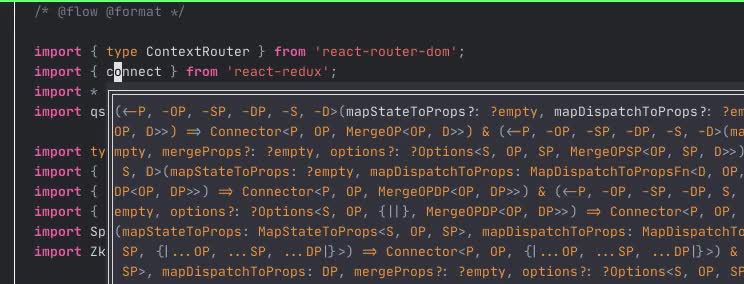 /* @flow @format */
import { type ContextRouter } from 'react-router-dom';
import { connect } from 'react-redux';
import *
import qs
(<-P, -OP, -SP, -DP, -S, -D>(mapStateToProps?: ?empty, mapDispatchToProps?: ?em
OP, D>>) => Connector<P, OP, MergeOP<OP, D>>) & (<-P, -OP, -SP, -DP, -S, -D>(ma
import ty
mpty, mergeProps?: ?empty, options?: ?Options<S, OP, SP, MergeOPSP<OP, SP, D>>)
import {
S, D>(mapStateToProps: ?empty, mapDispatchToProps: MapDispatchToPropsFn<D, OP,
import {
DP<OP, DP>>) => Connector<P, OP, MergeOPDP<OP, DP>>) & (<-P, -OP, -SP, -DP, S,
import {
empty, options?: ?Options<S, OP, {||}, MergeOPDP<OP, DP>>) => Connector<P, OP,
import Sp
(mapStateToProps: MapStateToProps<S, OP, SP>, mapDispatchToProps: MapDispatchTo
import Zk
SP, {|...OP, ...SP, ...DP|}>) => Connector<P, OP, {|...OP, ...SP, ...DP|}>) &
SP>, mapDispatchToProps: DP, mergeProps?: ?empty, options?: ?Options<S, OP, SP